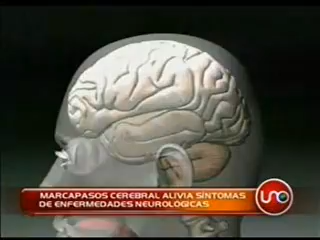 MARCAPASOS CEREBRAL ALIVIA SÍNTOMAS
DE ENFERMEDADES NEUROLÓGICAS
UNO